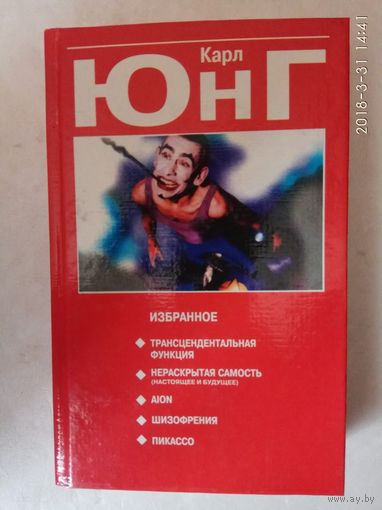 Карл
ЮНГ
ИЗБРАННОЕ
ТРАНСЦЕНДЕНТАЛЬНАЯ
ФУНКЦИЯ
НЕРАСКРЫТАЯ САМОСТЬ
(НАСТОЯЩЕЕ И БУДУЩЕЕ)
AION
ШИЗОФРЕНИЯ
ПИКАССО
2018-3-31 14:41
www.ay.by